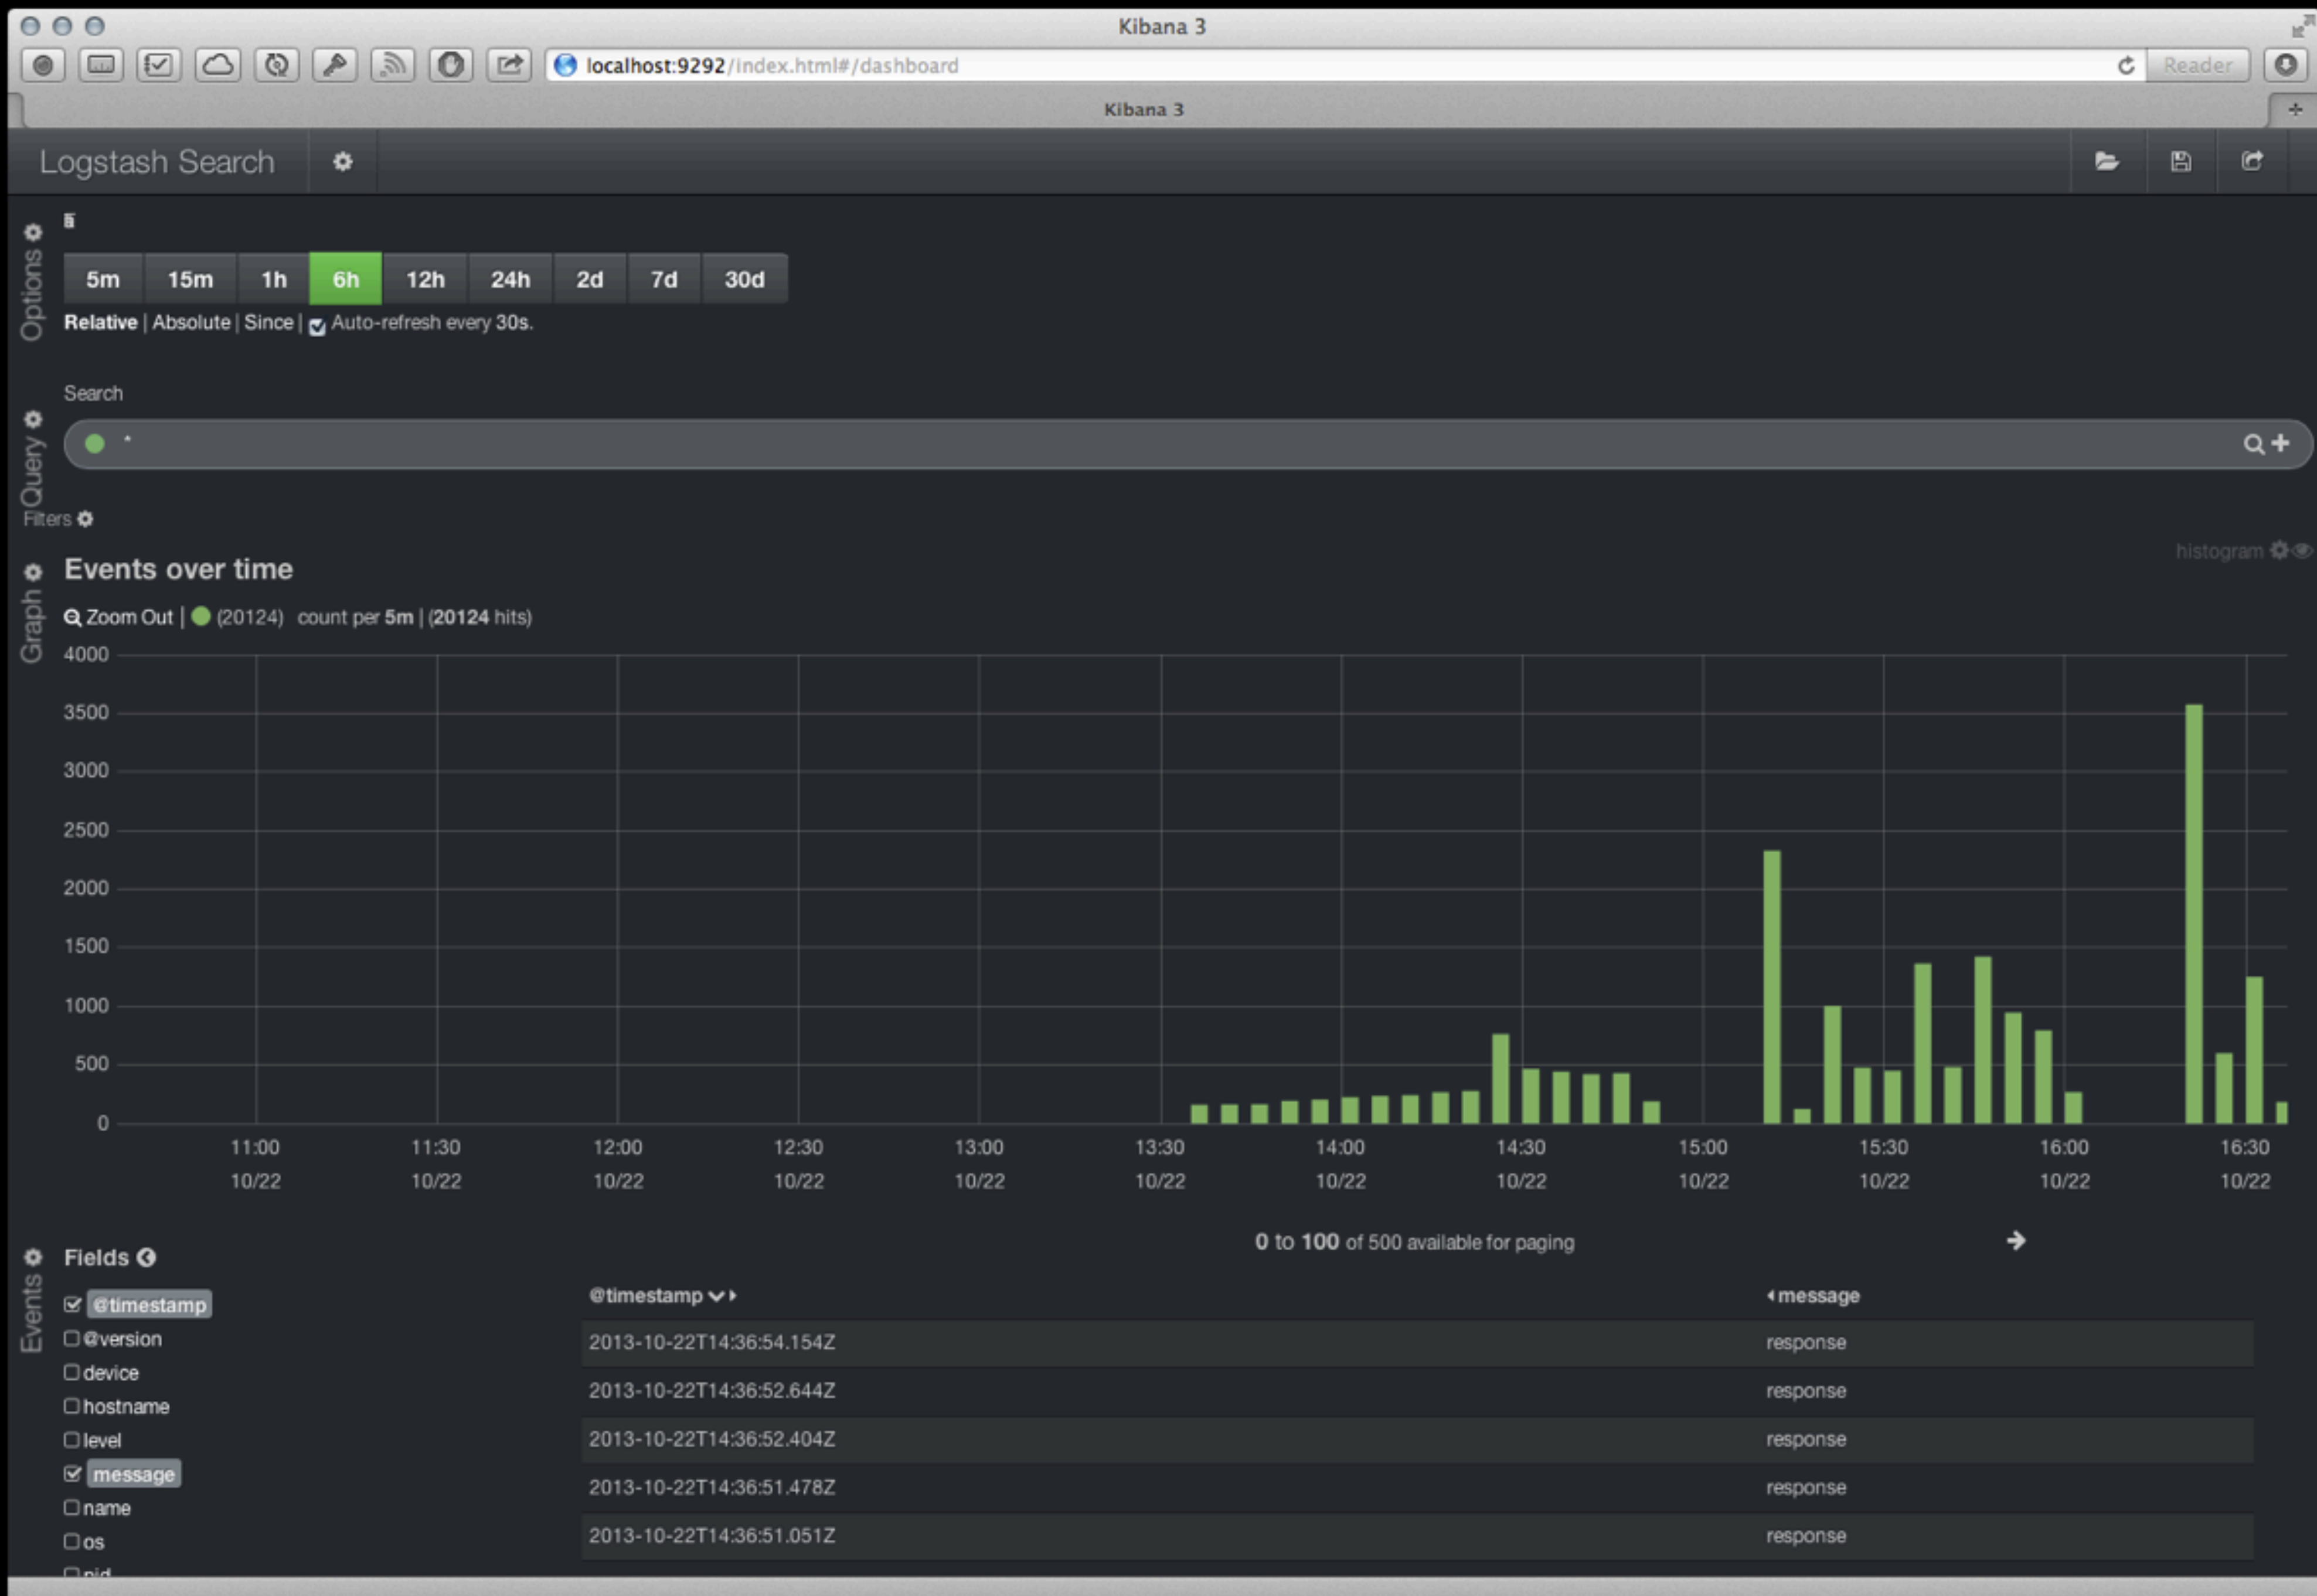 Kibana 3
localhost:9292/index.html#/dashboard
Reader
Kibana 3
Logstash Search
Options
5m 15m 1h 6h 12h 24h 2d 7d 30d
Relative | Absolute | Since | Auto-refresh every 30s.
Query
Search
*
Filters
histogram
Graph
Events over time
Zoom Out | (20124) count per 5m | (20124 hits)
4000
3500
3000
2500
2000
1500
1000
500
0
11:00 11:30 12:00 12:30 13:00 13:30 14:00 14:30 15:00 15:30 16:00 16:30
10/22 10/22 10/22 10/22 10/22 10/22 10/22 10/22 10/22 10/22 10/22 10/22
Events
Fields
@timestamp
@version
device
hostname
level
message
name
os
0 to 100 of 500 available for paging
@timestamp message
2013-10-22T14:36:54.154Z response
2013-10-22T14:36:52.644Z response
2013-10-22T14:36:52.404Z response
2013-10-22T14:36:51.478Z response
2013-10-22T14:36:51.051Z response